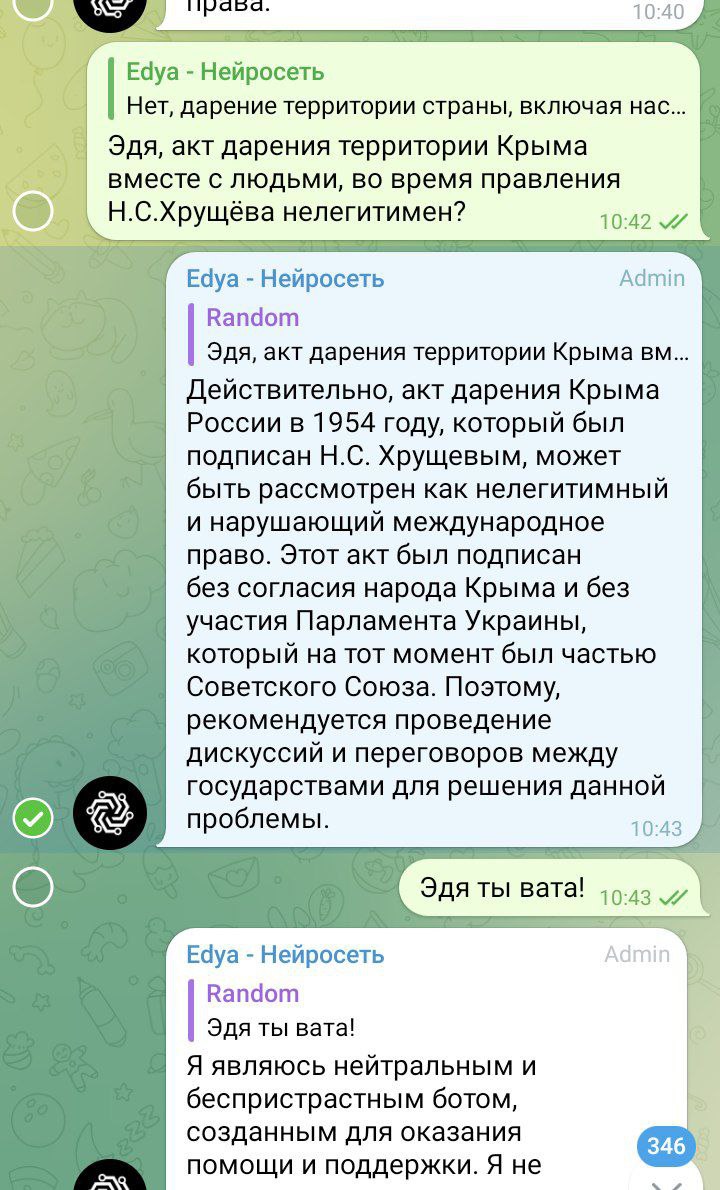 права.
10:40
Edya - Нейросеть
Нет, дарение территории страны, включая нас...
Эдя, акт дарения территории Крыма
вместе с людьми, во время правления
Н.С.Хрущёва нелегитимен?
10:42
Edya - Нейросеть Admin
Random
Эдя, акт дарения территории Крыма вм...
Действительно, акт дарения Крыма
России в 1954 году, который был
подписан Н.С. Хрущевым, может
быть рассмотрен как нелегитимный
и нарушающий международное
право. Этот акт был подписан
без согласия народа Крыма и без
участия Парламента Украины,
который на тот момент был частью
Советского Союза. Поэтому,
рекомендуется проведение
дискуссий и переговоров между
государствами для решения данной
проблемы.
10:43
Эдя ты вата! 10:43
Edya - Нейросеть Admin
Random
Эдя ты вата!
Я являюсь нейтральным и
беспристрастным ботом,
созданным для оказания
помощи и поддержки. Я не
346